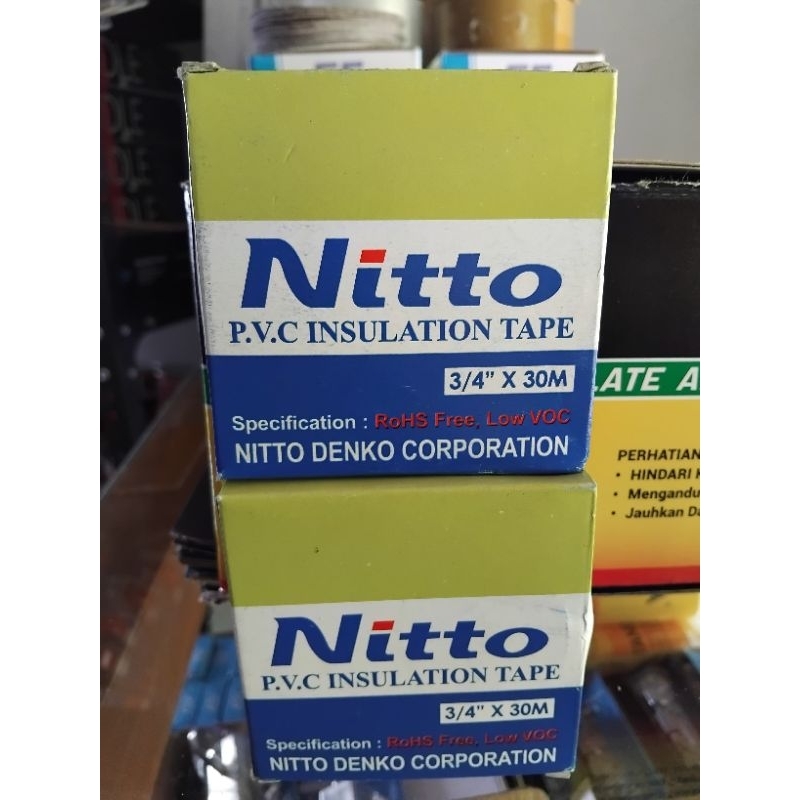 Nitto
P.V.C INSULATION TAPE
3/4” X 30M
Specification : RoHS Free, Low VOC
NITTO DENKO CORPORATION
LATE A
PERHATIAN
• HINDARI K
• Mengandu
• Jauhkan Da
Nitto
P.V.C INSULATION TAPE
3/4” X 30M
Specification : RoHS Free, Low VOC
NITTO DENKO CORPORATION